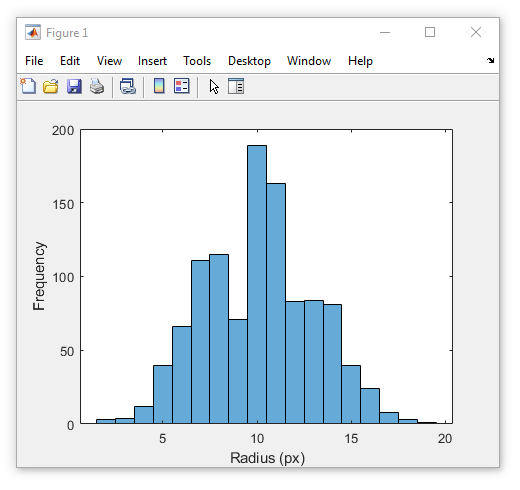 Figure 1
File Edit View Insert Tools Desktop Window Help
200
150
100
50
0
Frequency
5 10 15 20
Radius (px)